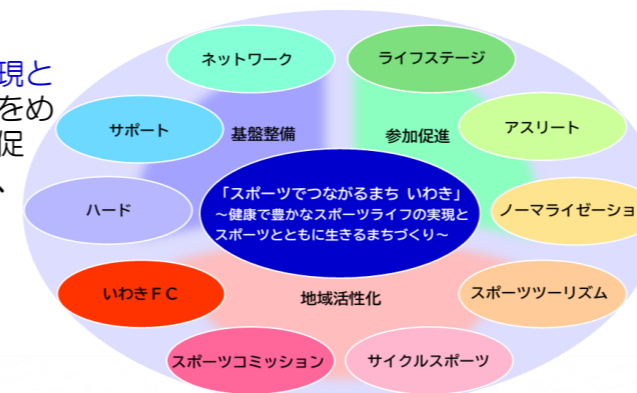 現と
をめ
促
、
ネットワーク
ライフステージ
サポート
基盤整備
参加促進
アスリート
ハード
「スポーツでつながるまち いわき」
~健康で豊かなスポーツライフの実現と
スポーツとともに生きるまちづくり~
ノーマライゼーショ
いわきFC
地域活性化
スポーツツーリズム
スポーツコミッション
サイクルスポーツ